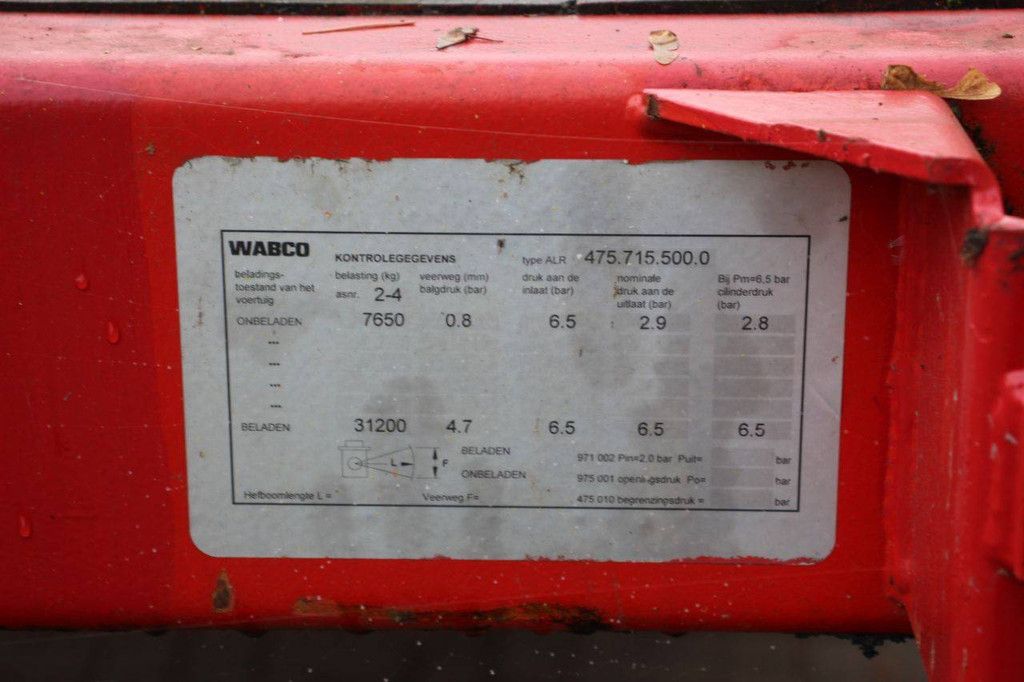 WABCO KONTROLEGEGEVENS type ALR 475.715.500.0
beladings- belasting (kg) veerweg (mm) druk aan de nominale Bij Pm=6,5 bar
toestand van het asnr. 2-4 balgdruk (bar) inlaat (bar) druk aan de cilinderdruk
voertuig uitlaat (bar) (bar)
ONBELADEN 7650 0.8 6.5 2.9 2.8
---
---
---
---
BELADEN 31200 4.7 6.5 6.5 6.5
BELADEN 971 002 Pin=2,0 bar Puit= bar
L F
ONBELADEN 975 001 openingsdruk Po= bar
Hefboomlengte L = Veerweg F= 475 010 begrenzingsdruk = bar